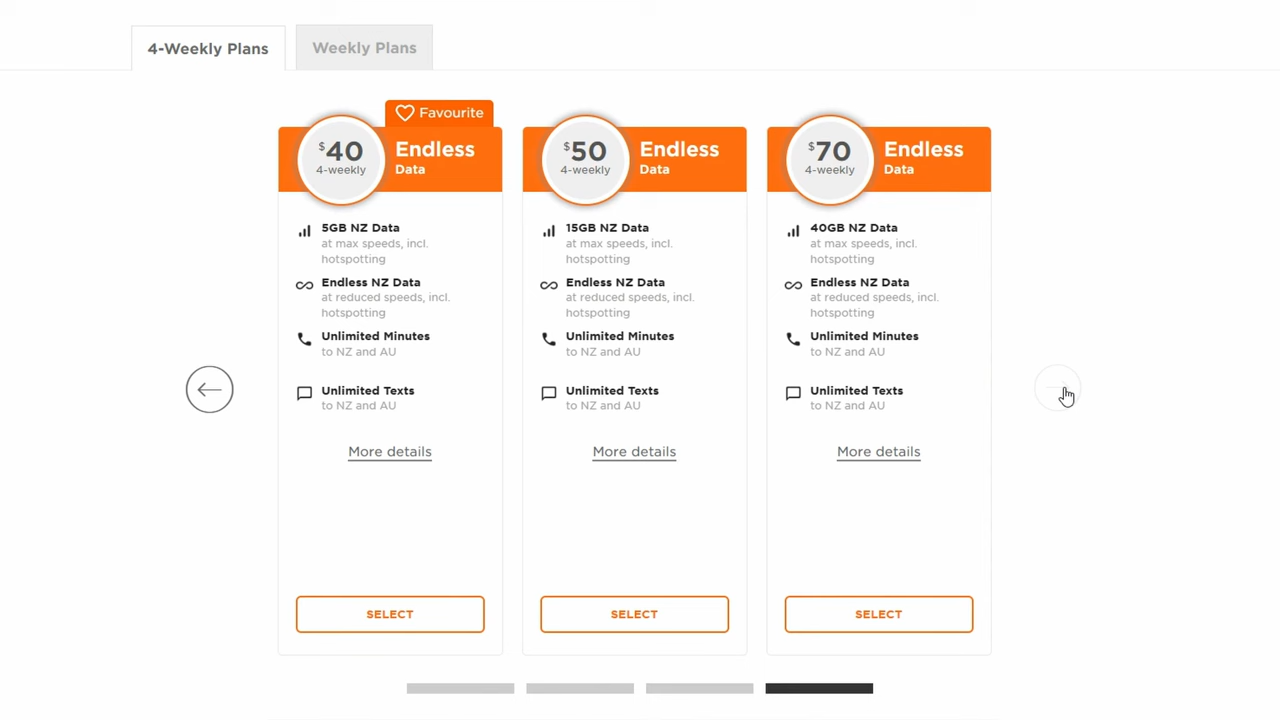 4-Weekly Plans
Weekly Plans
Favourite
$40
4-weekly
Endless
Data
5GB NZ Data
at max speeds, incl.
hotspotting
Endless NZ Data
at reduced speeds, incl.
hotspotting
Unlimited Minutes
to NZ and AU
Unlimited Texts
to NZ and AU
More details
SELECT
$50
4-weekly
Endless
Data
15GB NZ Data
at max speeds, incl.
hotspotting
Endless NZ Data
at reduced speeds, incl.
hotspotting
Unlimited Minutes
to NZ and AU
Unlimited Texts
to NZ and AU
More details
SELECT
$70
4-weekly
Endless
Data
40GB NZ Data
at max speeds, incl.
hotspotting
Endless NZ Data
at reduced speeds, incl.
hotspotting
Unlimited Minutes
to NZ and AU
Unlimited Texts
to NZ and AU
More details
SELECT